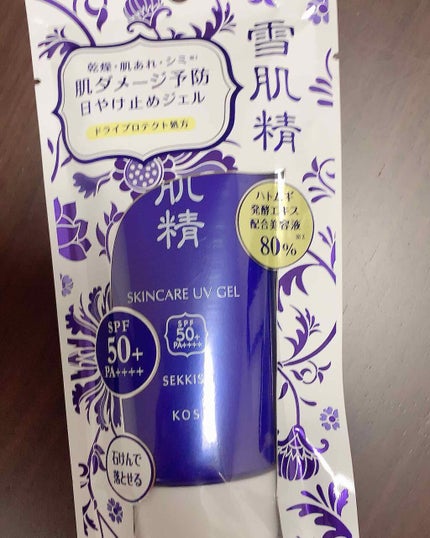 雪肌精
乾燥・肌あれ・シミ
肌ダメージ予防
日やけ止めジェル
ドライプロテクト処方
ハトムギ
発酵エキス
配合美容液
80%
肌
精
SKINCARE UV GEL
SPF
50+
PA++++
SPF
50+
PA++++
SEKKIS
KOS
石けんで
落とせる